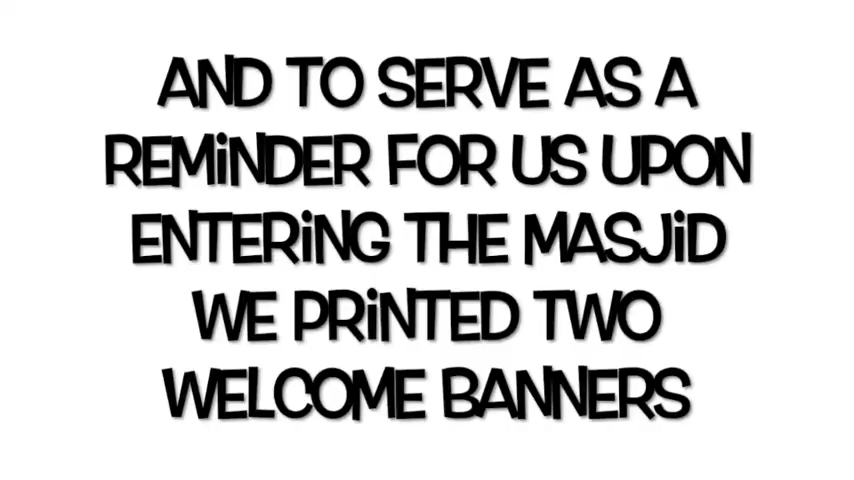 AND TO SERVE AS A
REMiNDER FOR US UPON
ENTERiNG THE MASJiD
WE PRiNTED TWO
WELCOME BANNERS